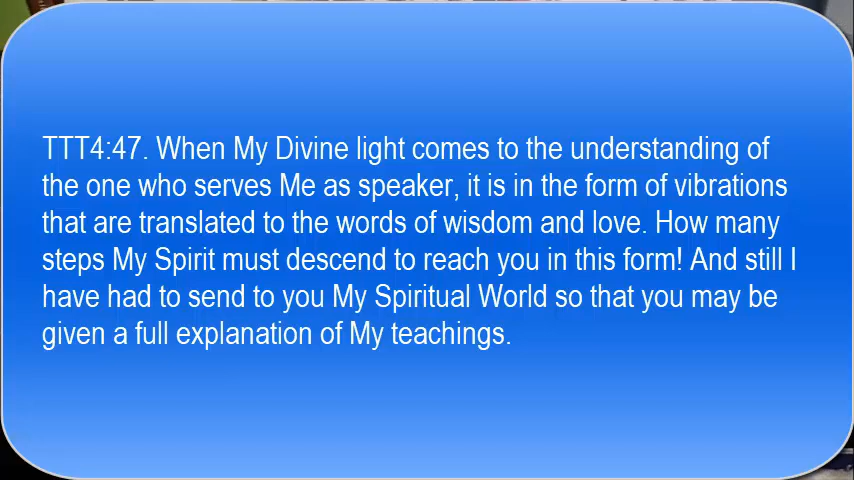 TTT4:47. When My Divine light comes to the understanding of
the one who serves Me as speaker, it is in the form of vibrations
that are translated to the words of wisdom and love. How many
steps My Spirit must descend to reach you in this form! And still I
have had to send to you My Spiritual World so that you may be
given a full explanation of My teachings.